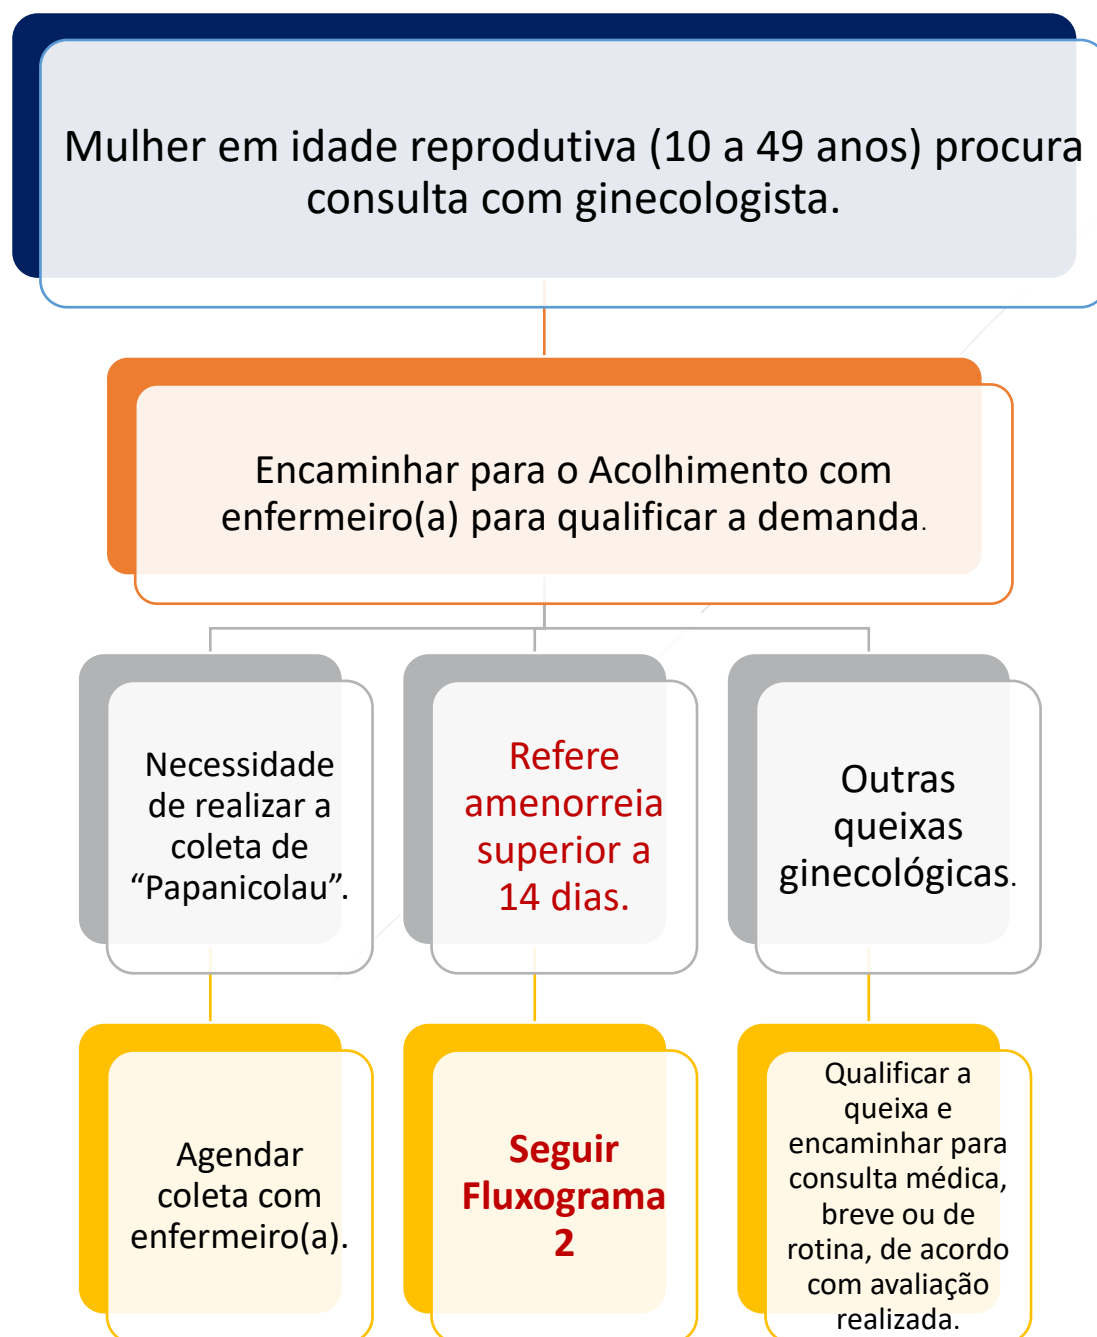 Mulher em idade reprodutiva (10 a 49 anos) procura
consulta com ginecologista.
Encaminhar para o Acolhimento com
enfermeiro(a) para qualificar a demanda.
Necessidade
de realizar a
coleta de
“Papanicolau”.
Refere
amenorreia
superior a
14 dias.
Outras
queixas
ginecológicas.
Agendar
coleta com
enfermeiro(a).
Seguir
Fluxograma
2
Qualificar a
queixa e
encaminhar para
consulta médica,
breve ou de
rotina, de acordo
com avaliação
realizada.